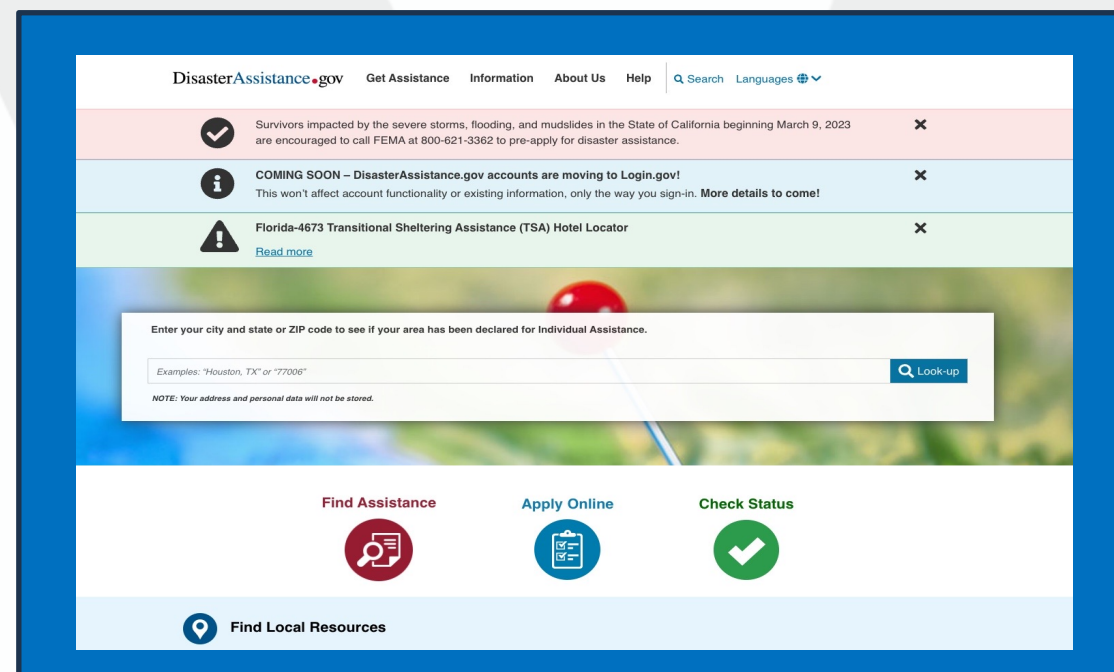 DisasterAssistance.gov Get Assistance Information About Us Help Search Languages
Survivors impacted by the severe storms, flooding, and mudslides in the State of California beginning March 9, 2023
are encouraged to call FEMA at 800-621-3362 to pre-apply for disaster assistance.
COMING SOON – DisasterAssistance.gov accounts are moving to Login.gov!
This won't affect account functionality or existing information, only the way you sign-in. More details to come!
Florida-4673 Transitional Sheltering Assistance (TSA) Hotel Locator
Read more
Enter your city and state or ZIP code to see if your area has been declared for Individual Assistance.
Examples: "Houston, TX" or "77006" Look-up
NOTE: Your address and personal data will not be stored.
Find Assistance Apply Online Check Status
Find Local Resources